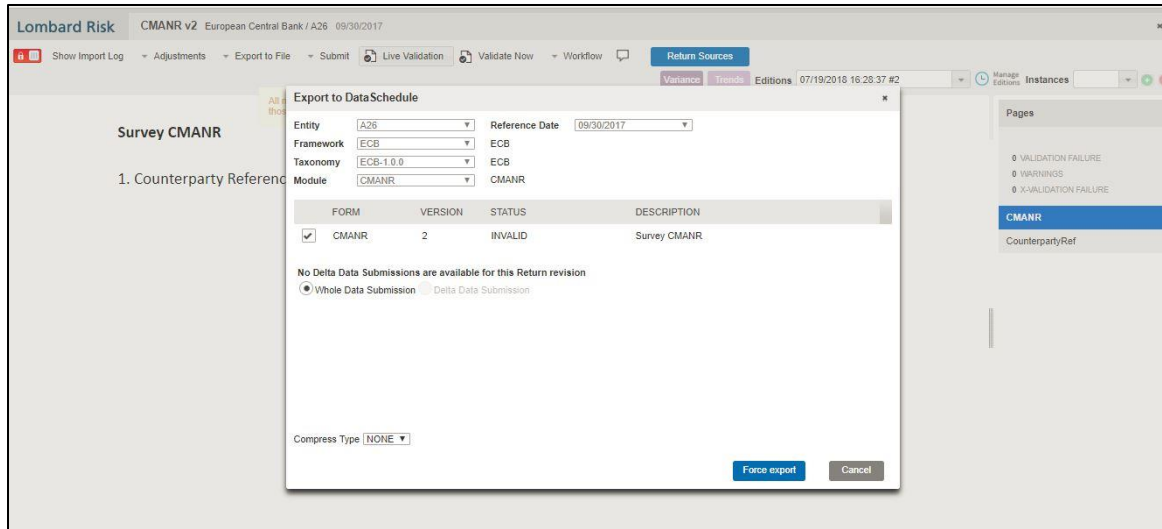 Lombard Risk CMANR v2 European Central Bank / A26 09/30/2017
Show Import Log Adjustments Export to File Submit Live Validation Validate Now Workflow Return Sources
Variance Trends Editions 07/19/2018 16:28:37 #2 Manage Editions Instances
All
Export to DataSchedule
Pages
Survey CMANR
Entity A26 Reference Date 09/30/2017
Framework ECB ECB
Taxonomy ECB-1.0.0 ECB
1. Counterparty Referenc
Module CMANR CMANR
0 VALIDATION FAILURE
0 WARNINGS
0 X-VALIDATION FAILURE
FORM VERSION STATUS DESCRIPTION
CMANR 2 INVALID Survey CMANR
CMANR
CounterpartyRef
No Delta Data Submissions are available for this Return revision
Whole Data Submission Delta Data Submission
Compress Type NONE
Force export Cancel